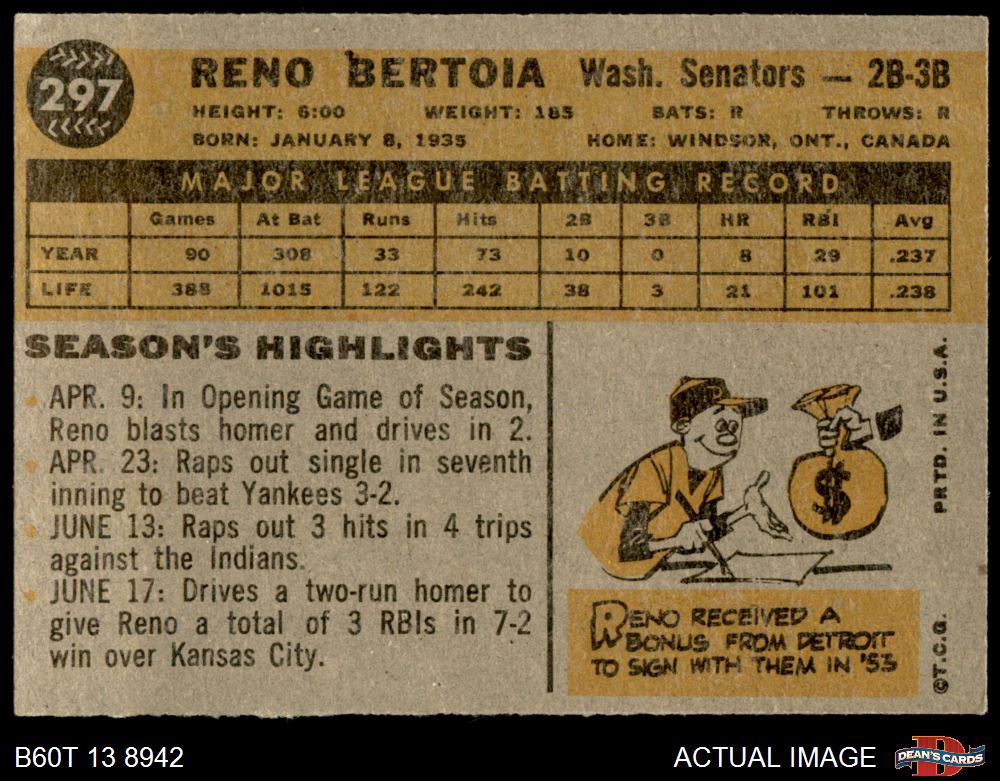 297
RENO BERTOIA Wash. Senators — 2B-3B
HEIGHT: 6:00 WEIGHT: 185 BATS: R THROWS: R
BORN: JANUARY 8, 1935 HOME: WINDSOR, ONT., CANADA
MAJOR LEAGUE BATTING RECORD
Games At Bat Runs Hits 2B 3B HR RBI Avg
YEAR 90 308 33 73 10 0 8 29 .237
LIFE 388 1015 122 242 38 3 21 101 .238
SEASON'S HIGHLIGHTS
• APR. 9: In Opening Game of Season,
Reno blasts homer and drives in 2.
• APR. 23: Raps out single in seventh
inning to beat Yankees 3-2.
• JUNE 13: Raps out 3 hits in 4 trips
against the Indians.
• JUNE 17: Drives a two-run homer to
give Reno a total of 3 RBIs in 7-2
win over Kansas City.
$
RENO RECEIVED A
BONUS FROM DETROIT
TO SIGN WITH THEM IN '53
©T.C.G. PRTD. IN U.S.A.
B60T 13 8942 ACTUAL IMAGE
D
DEAN'S CARDS